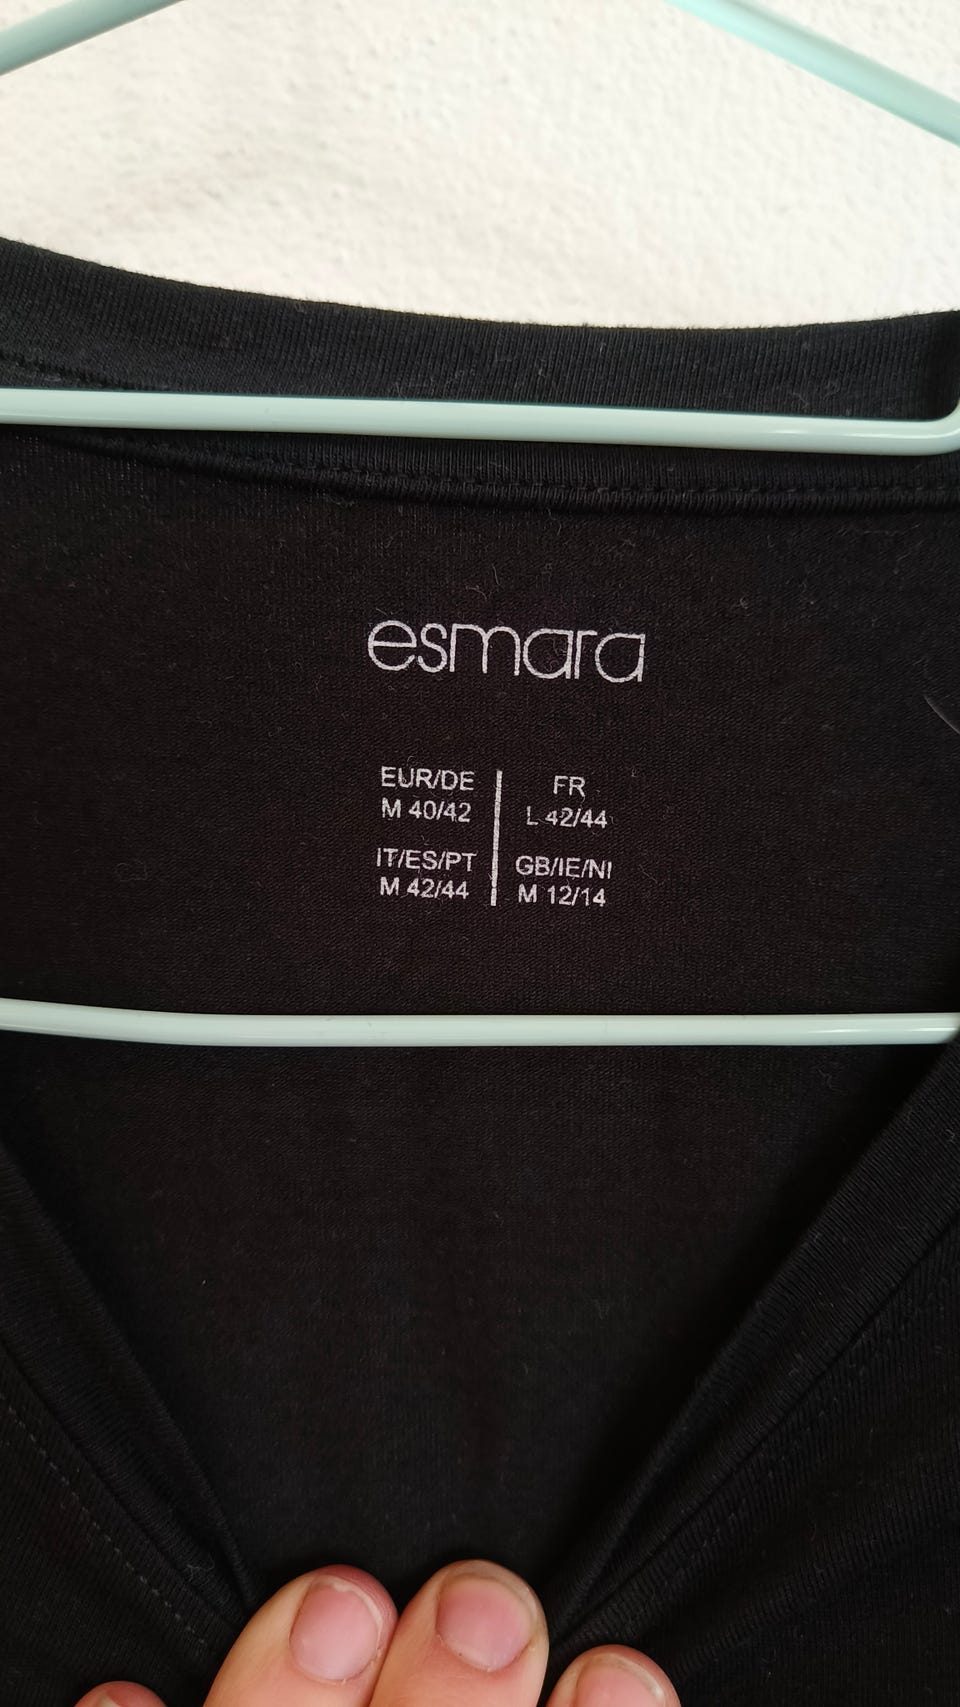 esmara
EUR/DE
M 40/42
FR
L 42/44
IT/ES/PT
M 42/44
GB/IE/NI
M 12/14